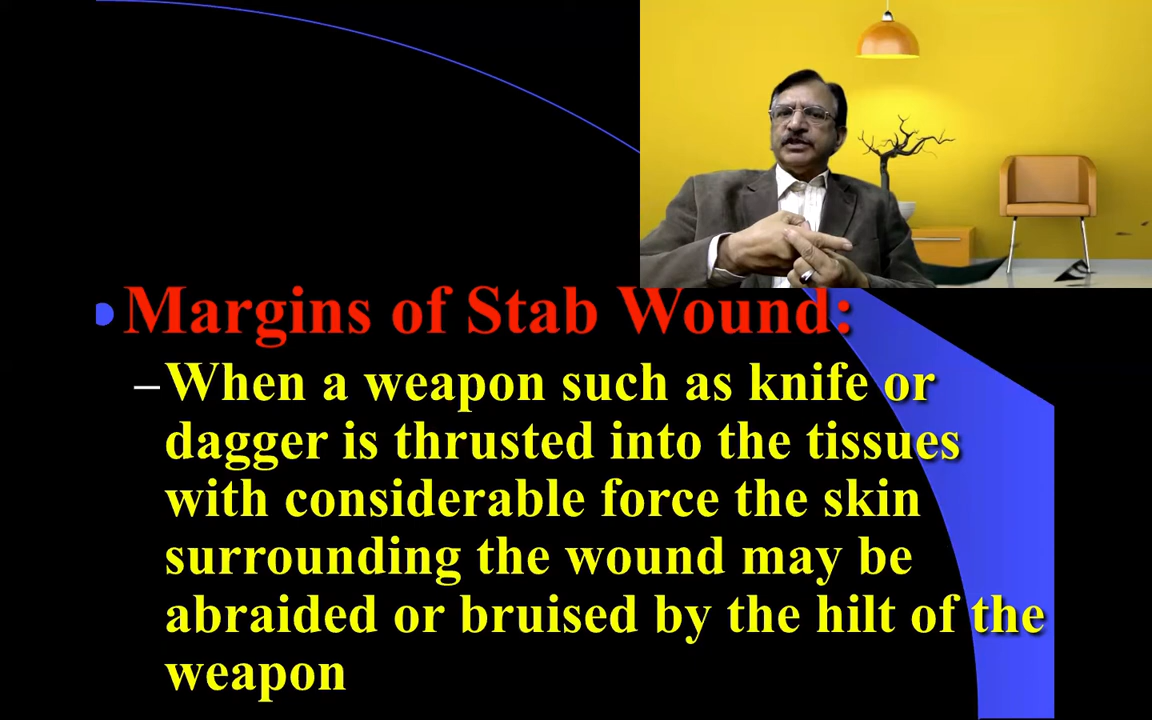 Margins of Stab Wound:
–When a weapon such as knife or
dagger is thrusted into the tissues
with considerable force the skin
surrounding the wound may be
abraided or bruised by the hilt of the
weapon